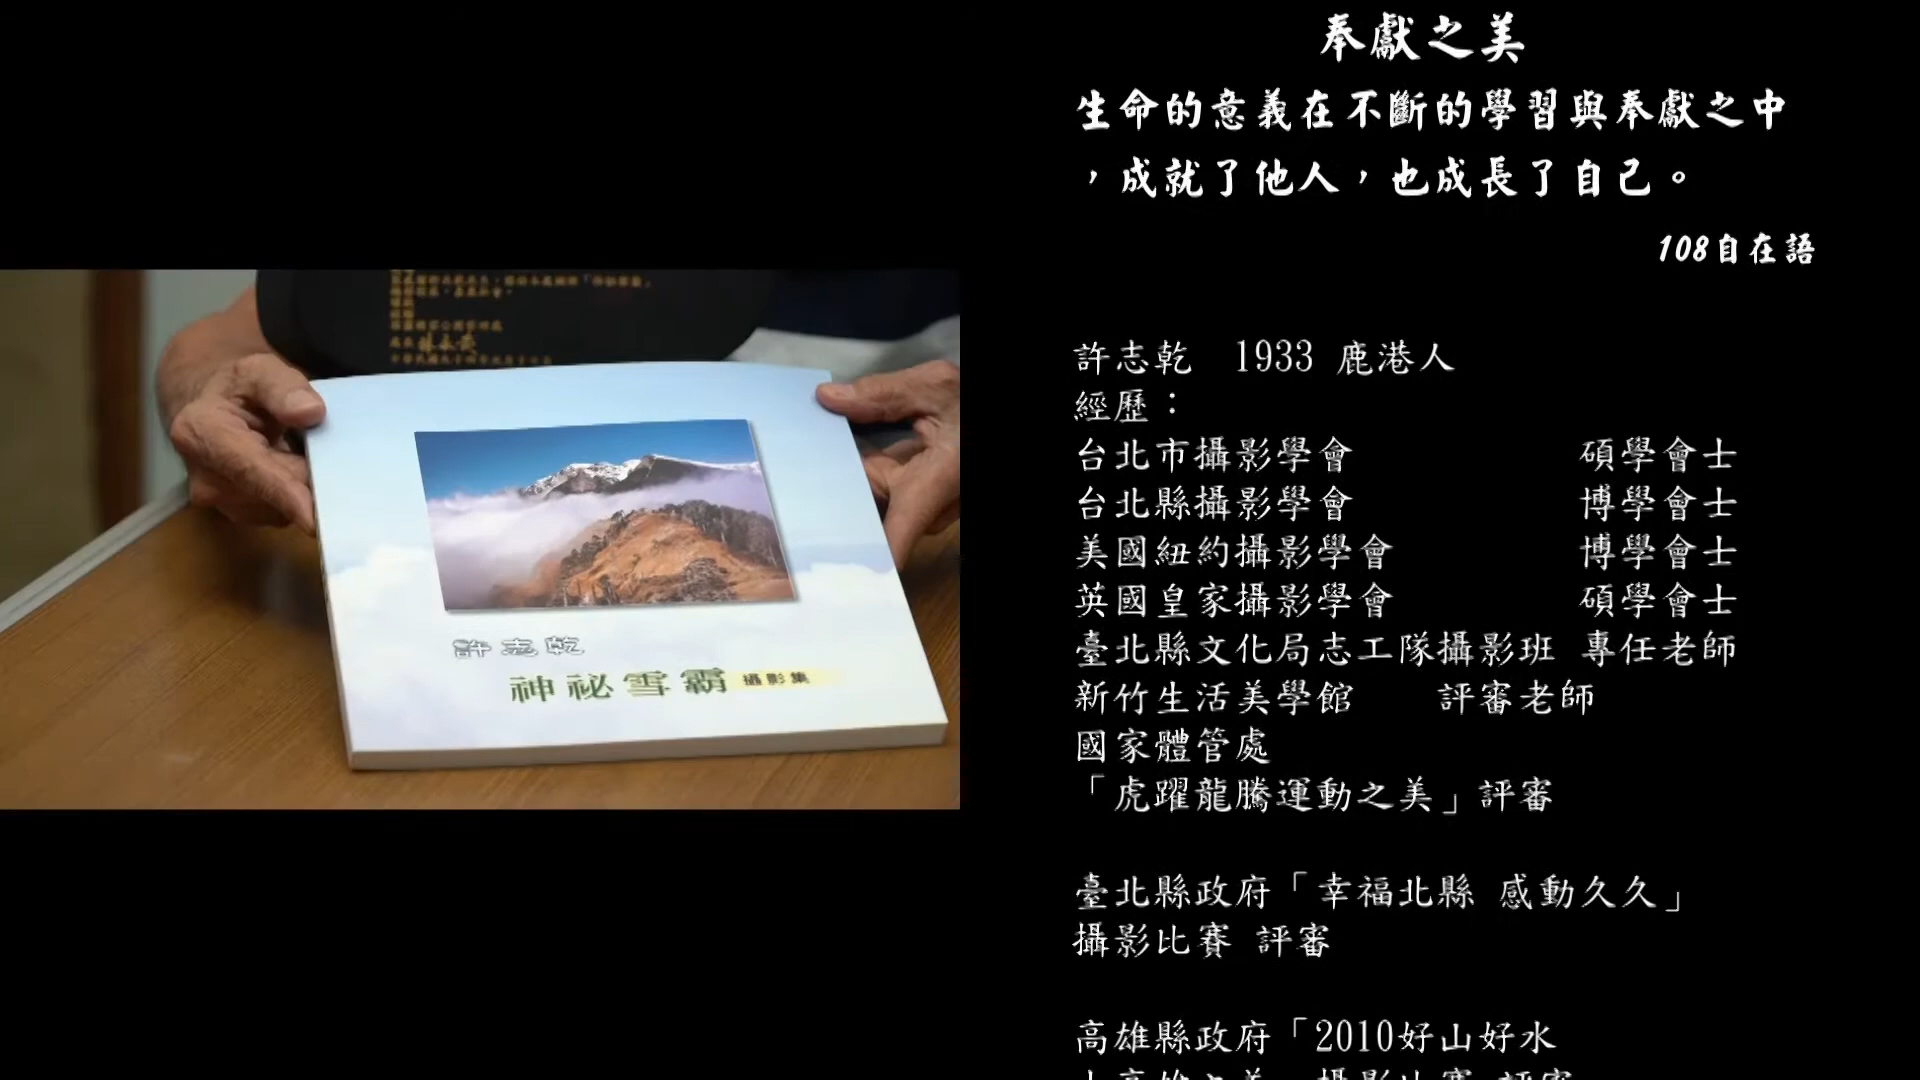 奉獻之美
生命的意義在不斷的學習與奉獻之中
，成就了他人，也成長了自己。
108自在語
許志乾 1933 鹿港人
經歷：
台北市攝影學會 碩學會士
台北縣攝影學會 博學會士
美國紐約攝影學會 博學會士
英國皇家攝影學會 碩學會士
臺北縣文化局志工隊攝影班 專任老師
新竹生活美學館 評審老師
國家體管處
「虎躍龍騰運動之美」評審
臺北縣政府「幸福北縣 感動久久」
攝影比賽 評審
高雄縣政府「2010好山好水
許志乾
神祕雪霸 攝影集